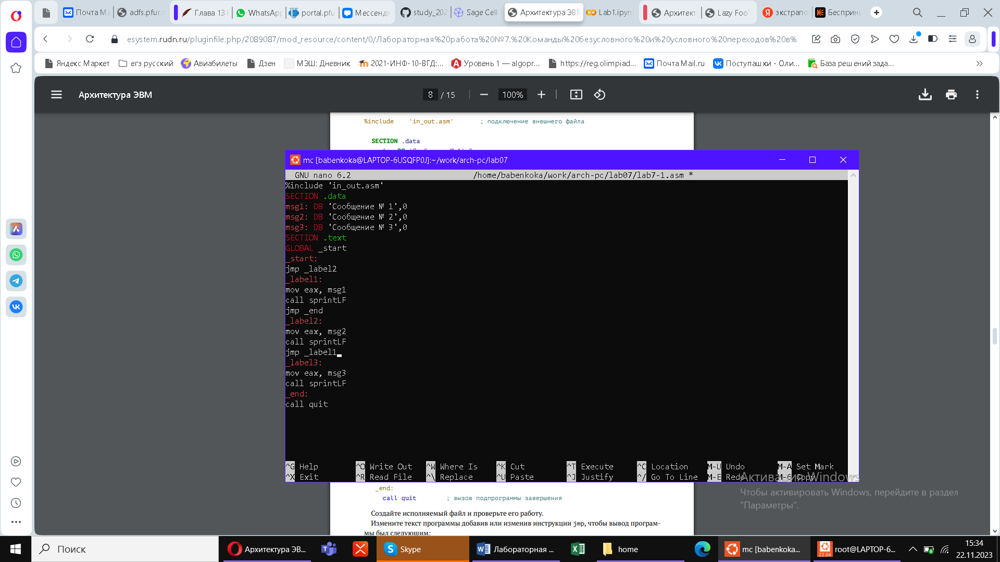 Почта Ma
adfs.pfur.r
Глава 13 Р
WhatsApp
portal.pfu
Мессендж
study_202
Sage Cell
Архитектура ЭВМ
Lab1.ipyn
Архитект
Lazy Foo'
экстрапо
Беспринц
esystem.rudn.ru/pluginfile.php/2089087/mod_resource/content/0/Лабораторная%20работа%20№7.%20Команды%20безусловного%20и%20условного%20переходов%20в%
Яндекс Маркет
егэ русский
Авиабилеты
Дзен
МЭШ: Дневник
2021-ИНФ-10-ВГД:...
Уровень 1 — algopr...
https://reg.olimpiad...
Почта Mail.ru
Поступашки - Оли...
База решений зада...
Архитектура ЭВМ
8 / 15
100%
%include 'in_out.asm' ; подключение внешнего файла
SECTION .data
mc [babenkoka@LAPTOP-6USQFP0J]:~/work/arch-pc/lab07
GNU nano 6.2 /home/babenkoka/work/arch-pc/lab07/lab7-1.asm *
%include 'in_out.asm'
SECTION .data
msg1: DB 'Сообщение № 1',0
msg2: DB 'Сообщение № 2',0
msg3: DB 'Сообщение № 3',0
SECTION .text
GLOBAL _start
_start:
jmp _label2
_label1:
mov eax, msg1
call sprintLF
jmp _end
_label2:
mov eax, msg2
call sprintLF
jmp _label1
_label3:
mov eax, msg3
call sprintLF
_end:
call quit
^G Help ^O Write Out ^W Where Is ^K Cut ^T Execute ^C Location M-U Undo M-A Set Mark
^X Exit ^R Read File ^\ Replace ^U Paste ^J Justify ^/ Go To Line M-E Redo M-6 Copy
Активация Windows
Чтобы активировать Windows, перейдите в раздел
"Параметры".
_end:
call quit ; вызов подпрограммы завершения
Создайте исполняемый файл и проверьте его работу.
Измените текст программы добавив или изменив инструкции jmp, чтобы вывод програм-
мы был следующим:
Поиск
Архитектура ЭВ...
Skype
Лабораторная ...
home
mc [babenkoka...
root@LAPTOP-6...
15:34
22.11.2023